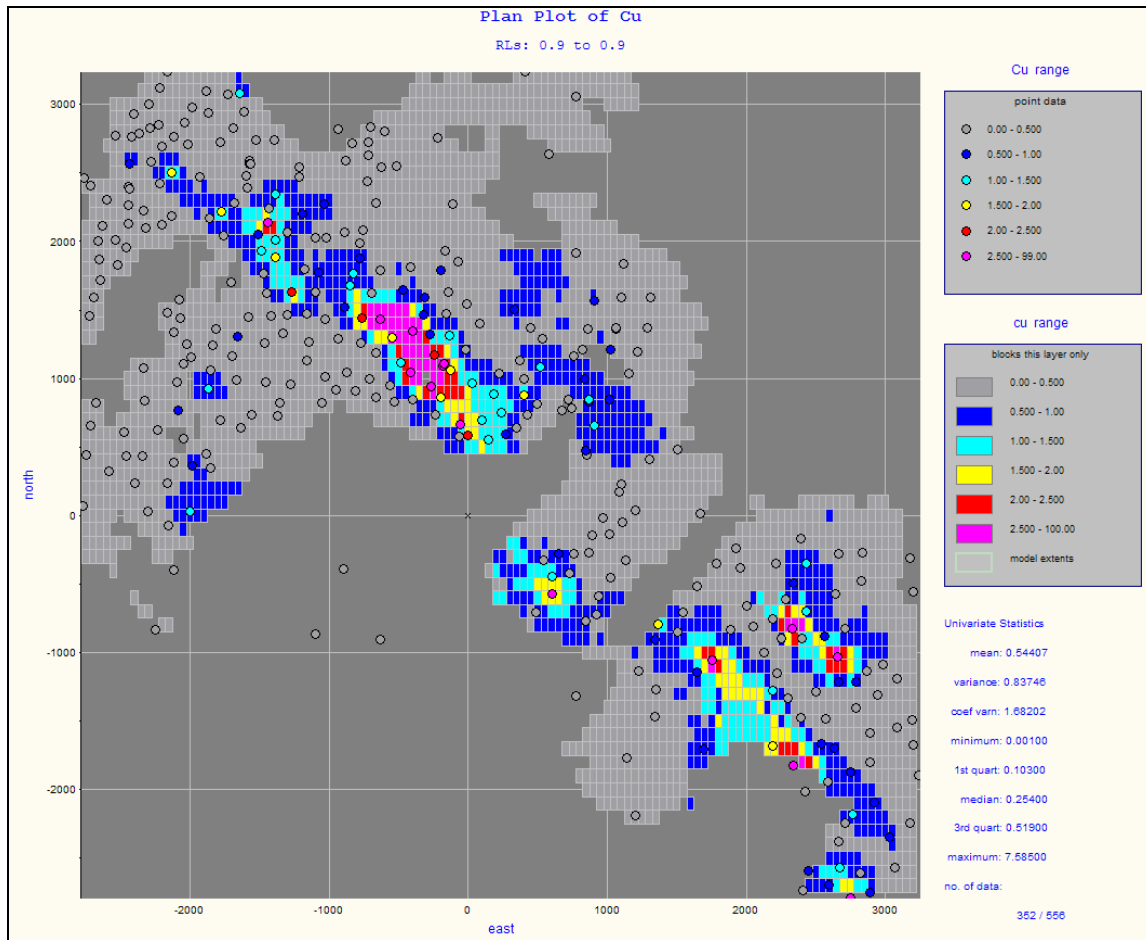 Plan Plot of Cu
RLs: 0.9 to 0.9
3000
2000
1000
0
-1000
-2000
north
-2000
-1000
0
1000
2000
3000
east
Cu range
point data
0.00 - 0.500
0.500 - 1.00
1.00 - 1.500
1.500 - 2.00
2.00 - 2.500
2.500 - 99.00
cu range
blocks this layer only
0.00 - 0.500
0.500 - 1.00
1.00 - 1.500
1.500 - 2.00
2.00 - 2.500
2.500 - 100.00
model extents
Univariate Statistics
mean: 0.54407
variance: 0.83746
coef varn: 1.68202
minimum: 0.00100
1st quart: 0.10300
median: 0.25400
3rd quart: 0.51900
maximum: 7.58500
no. of data:
352 / 556